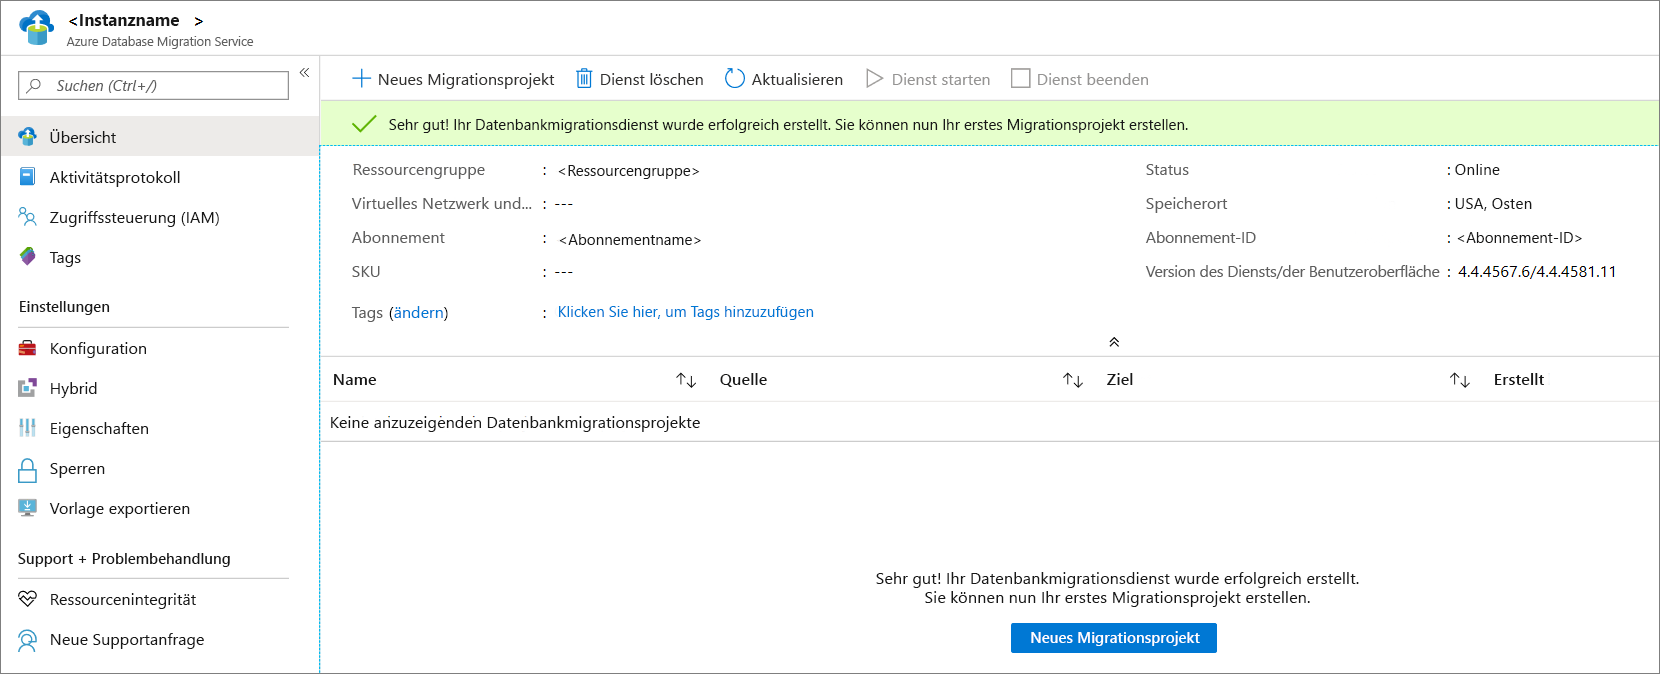 <Instanzname >
Azure Database Migration Service
Suchen (Ctrl+/)
«
Neues Migrationsprojekt
Dienst löschen
Aktualisieren
Dienst starten
Dienst beenden
Sehr gut! Ihr Datenbankmigrationsdienst wurde erfolgreich erstellt. Sie können nun Ihr erstes Migrationsprojekt erstellen.
Übersicht
Aktivitätsprotokoll
Zugriffssteuerung (IAM)
Tags
Einstellungen
Konfiguration
Hybrid
Eigenschaften
Sperren
Vorlage exportieren
Support + Problembehandlung
Ressourcenintegrität
Neue Supportanfrage
Ressourcengruppe : <Ressourcengruppe>
Virtuelles Netzwerk und... : ---
Abonnement : <Abonnementname>
SKU : ---
Tags (ändern) : Klicken Sie hier, um Tags hinzuzufügen
Status : Online
Speicherort : USA, Osten
Abonnement-ID : <Abonnement-ID>
Version des Diensts/der Benutzeroberfläche : 4.4.4567.6/4.4.4581.11
Name Quelle Ziel Erstellt
Keine anzuzeigenden Datenbankmigrationsprojekte
Sehr gut! Ihr Datenbankmigrationsdienst wurde erfolgreich erstellt.
Sie können nun Ihr erstes Migrationsprojekt erstellen.
Neues Migrationsprojekt